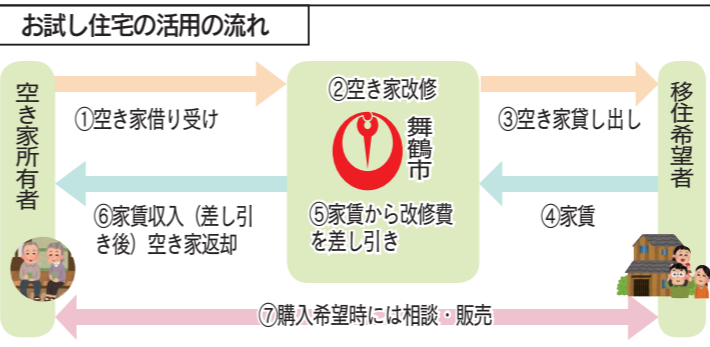 お試し住宅の活用の流れ
空き家所有者
①空き家借り受け
②空き家改修
舞鶴市
③空き家貸し出し
移住希望者
④家賃
⑤家賃から改修費
を差し引き
⑥家賃収入（差し引
き後）空き家返却
⑦購入希望時には相談・販売